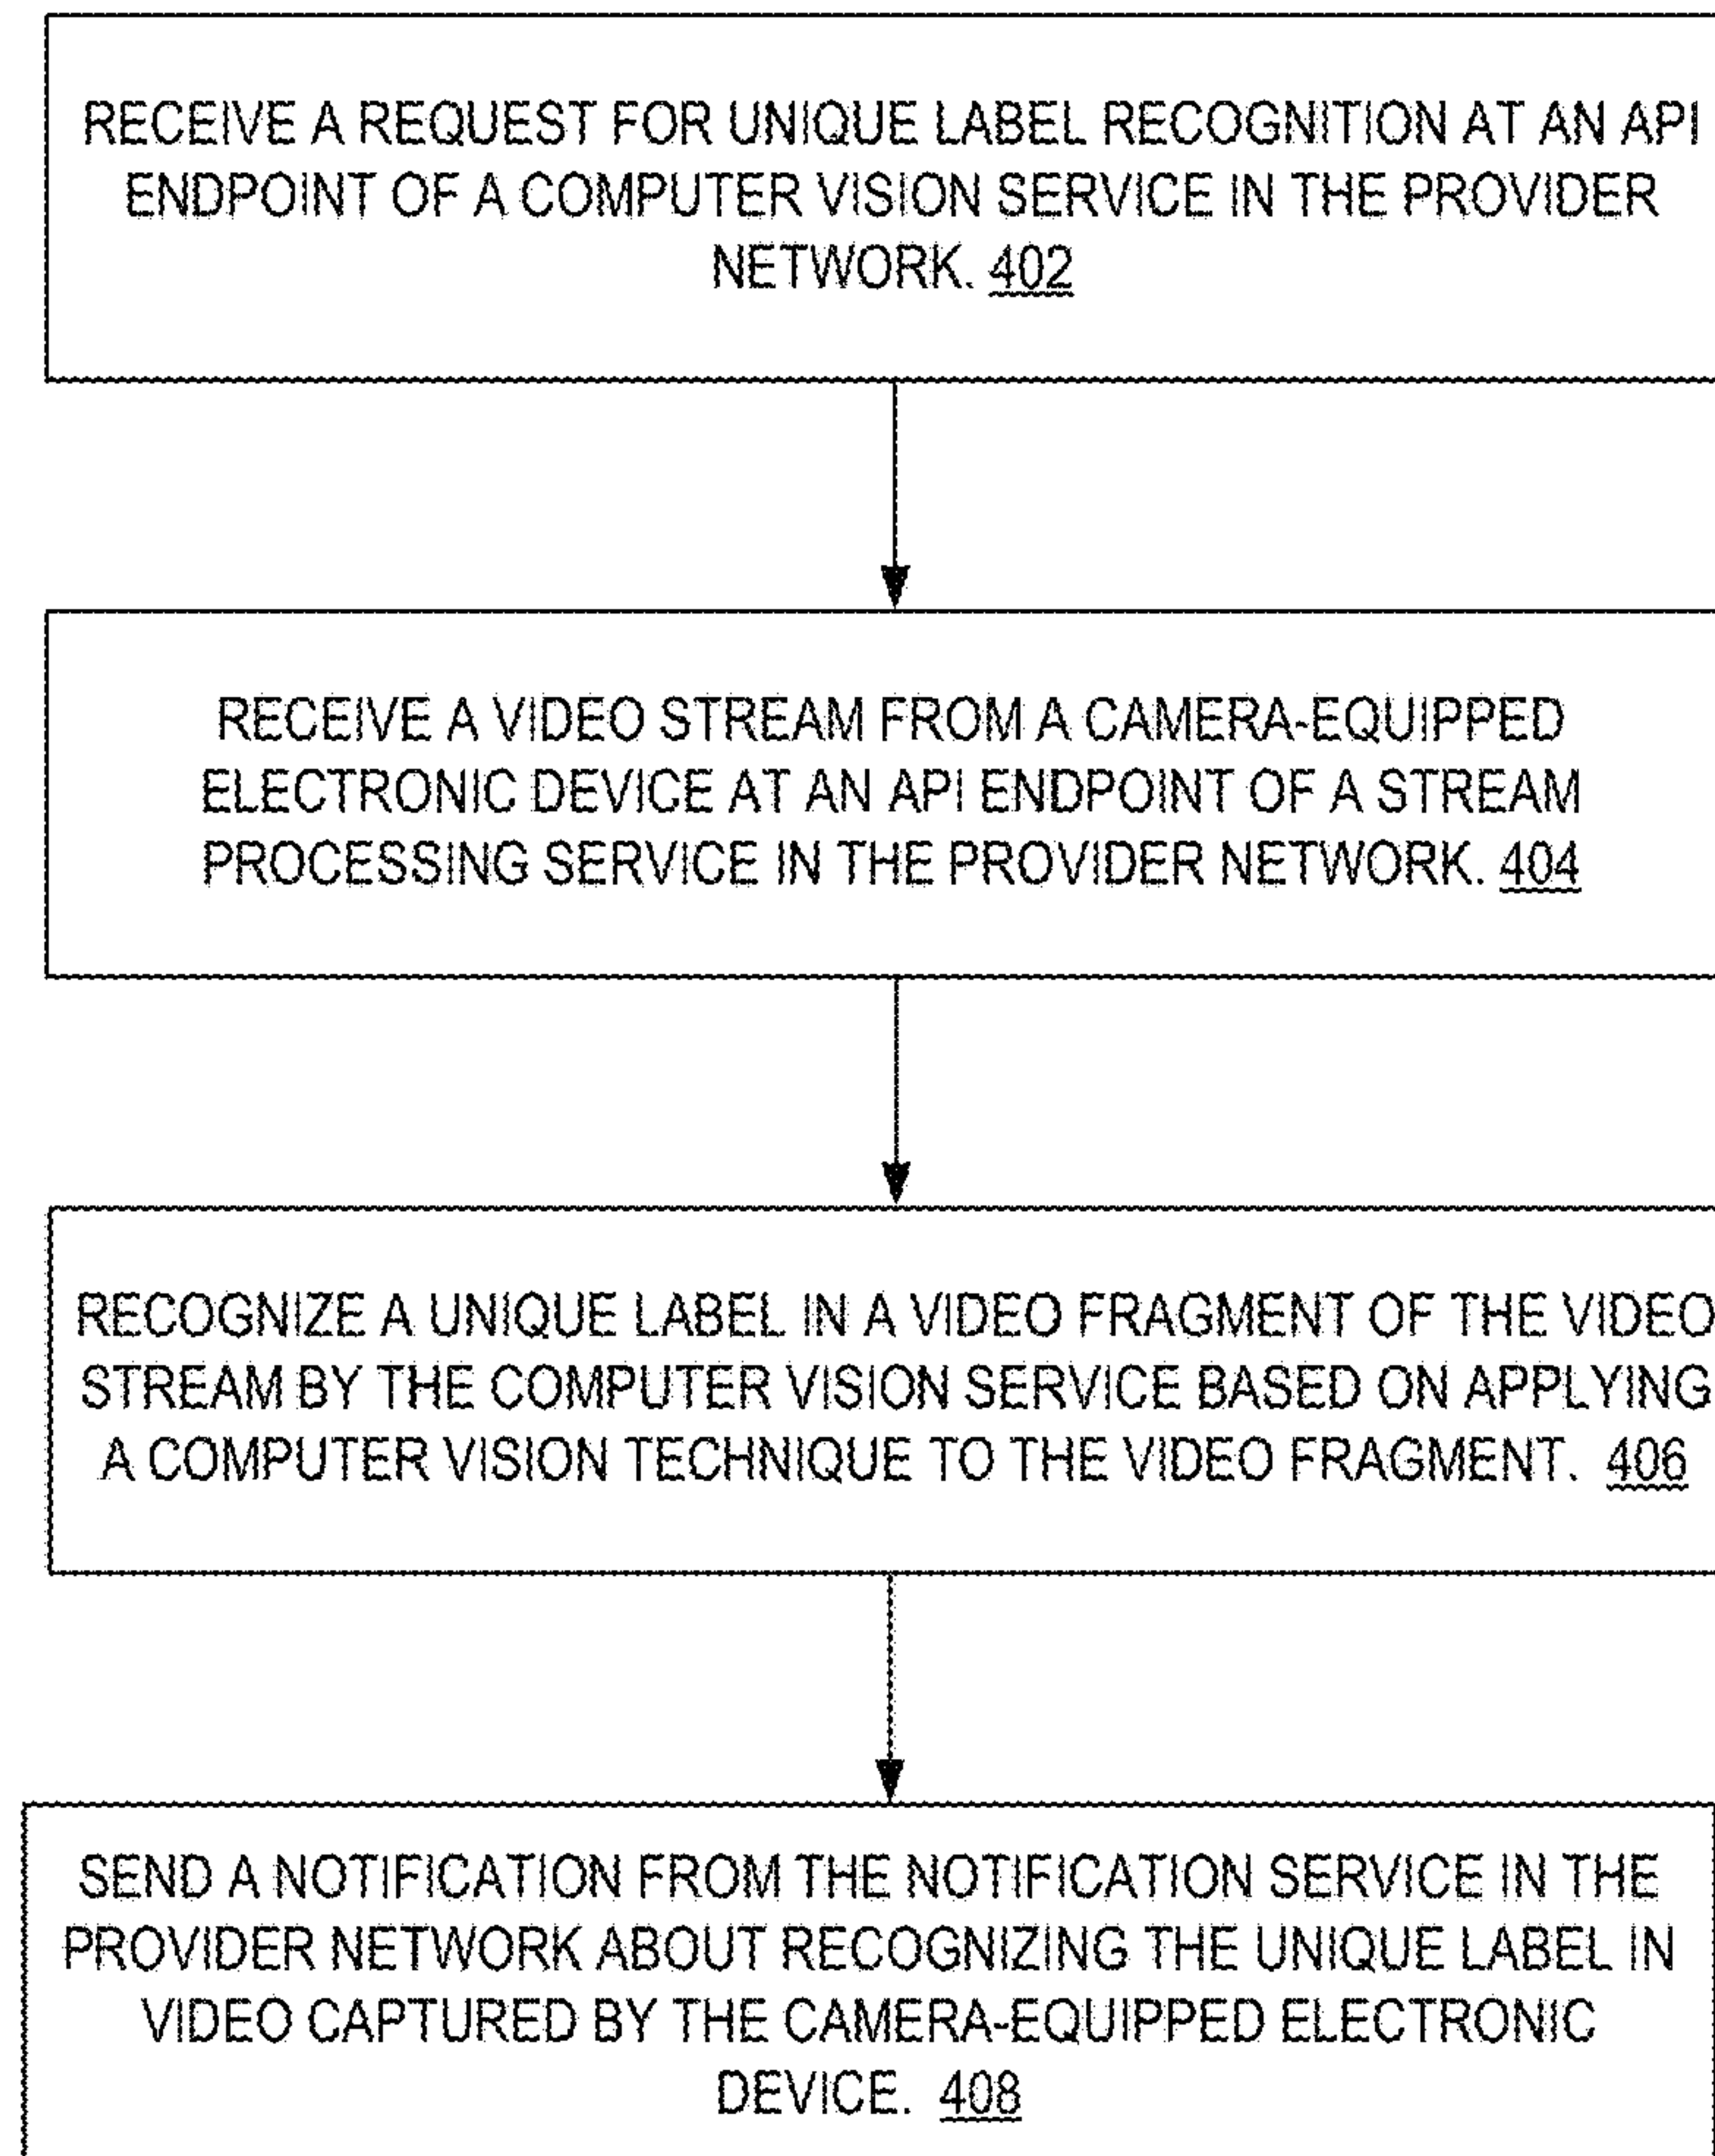 RECEIVE A REQUEST FOR UNIQUE LABEL RECOGNITION AT AN API
ENDPOINT OF A COMPUTER VISION SERVICE IN THE PROVIDER
NETWORK. 402
RECEIVE A VIDEO STREAM FROM A CAMERA-EQUIPPED
ELECTRONIC DEVICE AT AN API ENDPOINT OF A STREAM
PROCESSING SERVICE IN THE PROVIDER NETWORK. 404
RECOGNIZE A UNIQUE LABEL IN A VIDEO FRAGMENT OF THE VIDEO
STREAM BY THE COMPUTER VISION SERVICE BASED ON APPLYING
A COMPUTER VISION TECHNIQUE TO THE VIDEO FRAGMENT. 406
SEND A NOTIFICATION FROM THE NOTIFICATION SERVICE IN THE
PROVIDER NETWORK ABOUT RECOGNIZING THE UNIQUE LABEL IN
VIDEO CAPTURED BY THE CAMERA-EQUIPPED ELECTRONIC
DEVICE. 408